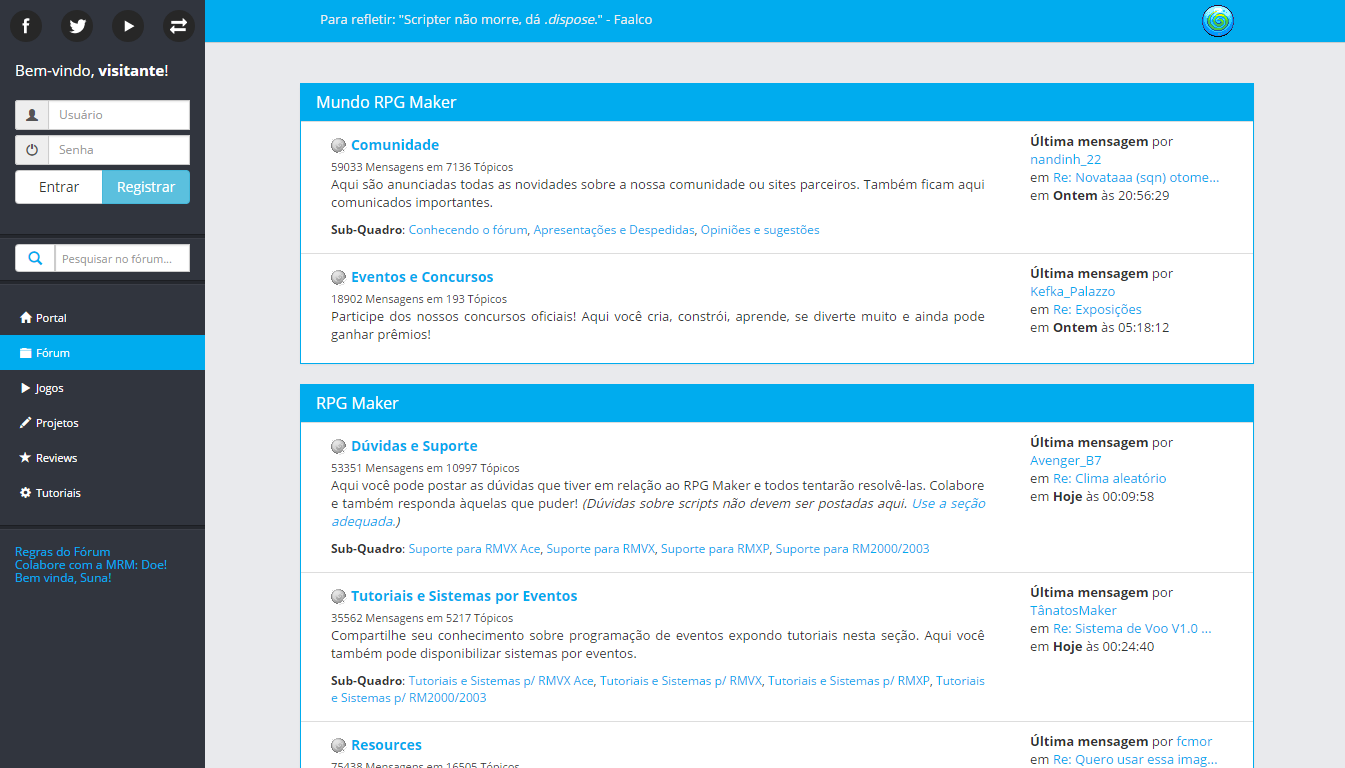 Para refletir: "Scripter não morre, dá .dispose." - Faalco
Bem-vindo, visitante!
Usuário
Senha
Entrar Registrar
Pesquisar no fórum...
Portal
Fórum
Jogos
Projetos
Reviews
Tutoriais
Regras do Fórum
Colabore com a MRM: Doe!
Bem vinda, Suna!
Mundo RPG Maker
Comunidade
59033 Mensagens em 7136 Tópicos
Aqui são anunciadas todas as novidades sobre a nossa comunidade ou sites parceiros. Também ficam aqui
comunicados importantes.
Sub-Quadro: Conhecendo o fórum, Apresentações e Despedidas, Opiniões e sugestões
Última mensagem por
nandinh_22
em Re: Novataaa (sqn) otome...
em Ontem às 20:56:29
Eventos e Concursos
18902 Mensagens em 193 Tópicos
Participe dos nossos concursos oficiais! Aqui você cria, constrói, aprende, se diverte muito e ainda pode
ganhar prêmios!
Última mensagem por
Kefka_Palazzo
em Re: Exposições
em Ontem às 05:18:12
RPG Maker
Dúvidas e Suporte
53351 Mensagens em 10997 Tópicos
Aqui você pode postar as dúvidas que tiver em relação ao RPG Maker e todos tentarão resolvê-las. Colabore
e também responda àquelas que puder! (Dúvidas sobre scripts não devem ser postadas aqui. Use a seção
adequada.)
Sub-Quadro: Suporte para RMVX Ace, Suporte para RMVX, Suporte para RMXP, Suporte para RM2000/2003
Última mensagem por
Avenger_B7
em Re: Clima aleatório
em Hoje às 00:09:58
Tutoriais e Sistemas por Eventos
35562 Mensagens em 5217 Tópicos
Compartilhe seu conhecimento sobre programação de eventos expondo tutoriais nesta seção. Aqui você
também pode disponibilizar sistemas por eventos.
Sub-Quadro: Tutoriais e Sistemas p/ RMVX Ace, Tutoriais e Sistemas p/ RMVX, Tutoriais e Sistemas p/ RMXP, Tutoriais
e Sistemas p/ RM2000/2003
Última mensagem por
TânatosMaker
em Re: Sistema de Voo V1.0 ...
em Hoje às 00:24:40
Resources
75438 Mensagens em 16505 Tópicos
Última mensagem por fcmor
em Re: Quero usar essa imag...